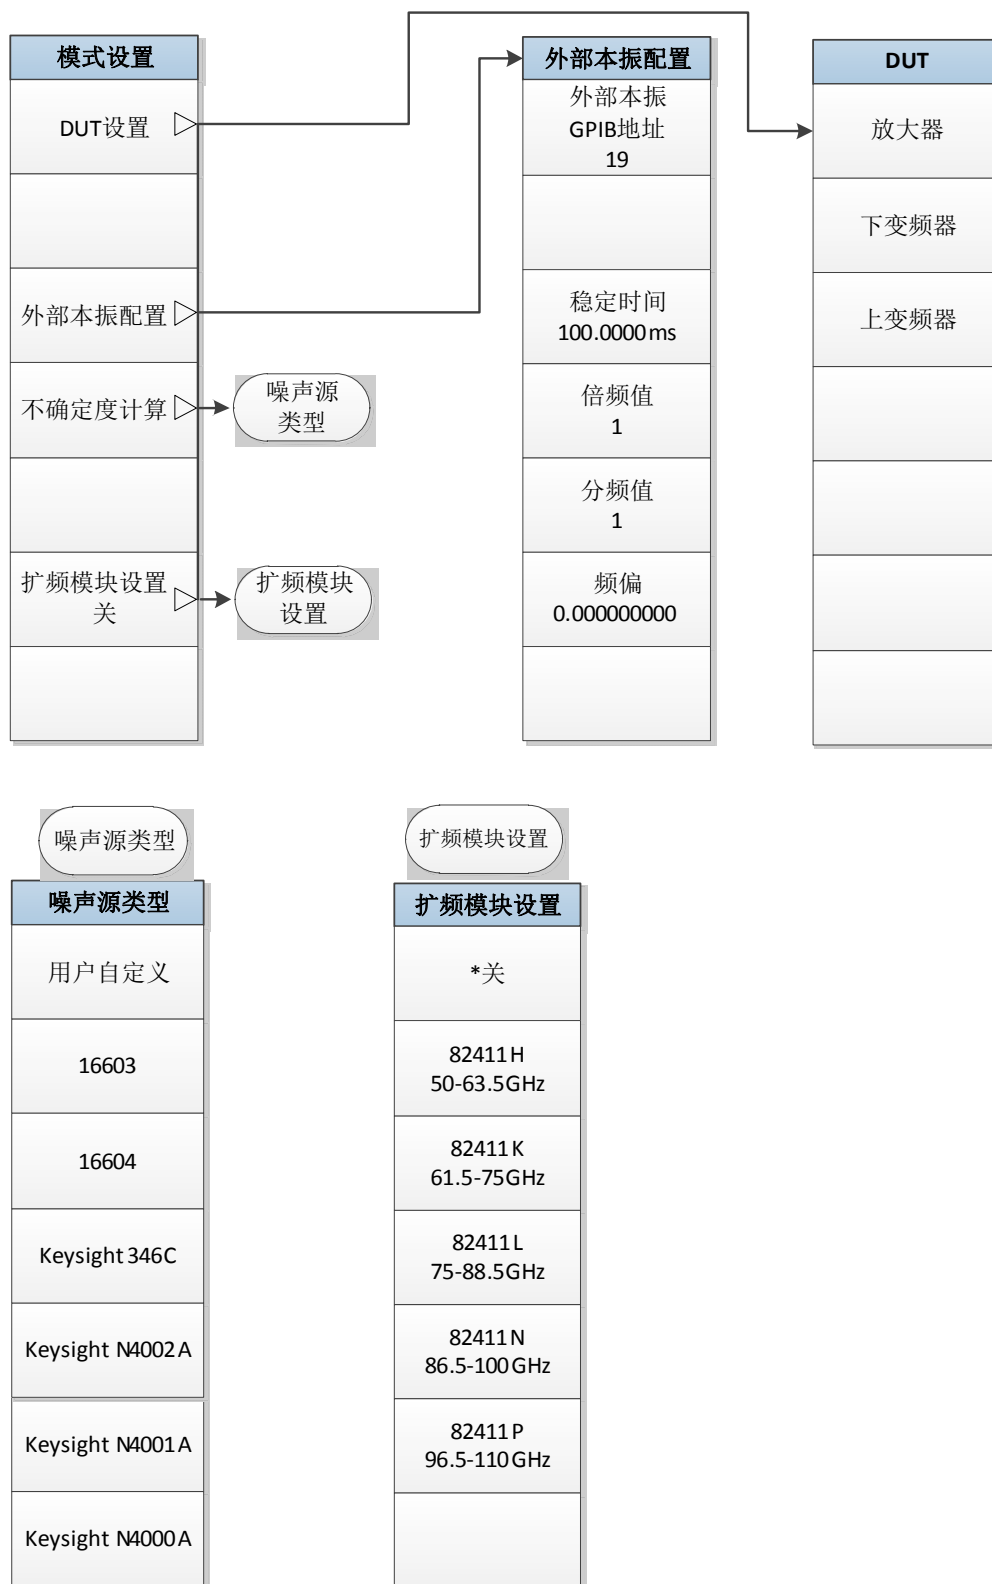 模式设置
DUT设置
外部本振配置
不确定度计算
扩频模块设置
关
噪声源
类型
扩频模块
设置
外部本振配置
外部本振
GPIB地址
19
稳定时间
100.0000ms
倍频值
1
分频值
1
频偏
0.000000000
DUT
放大器
下变频器
上变频器
噪声源类型
噪声源类型
用户自定义
16603
16604
Keysight 346C
Keysight N4002A
Keysight N4001A
Keysight N4000A
扩频模块设置
扩频模块设置
*关
82411H
50-63.5GHz
82411K
61.5-75GHz
82411L
75-88.5GHz
82411N
86.5-100GHz
82411P
96.5-110GHz